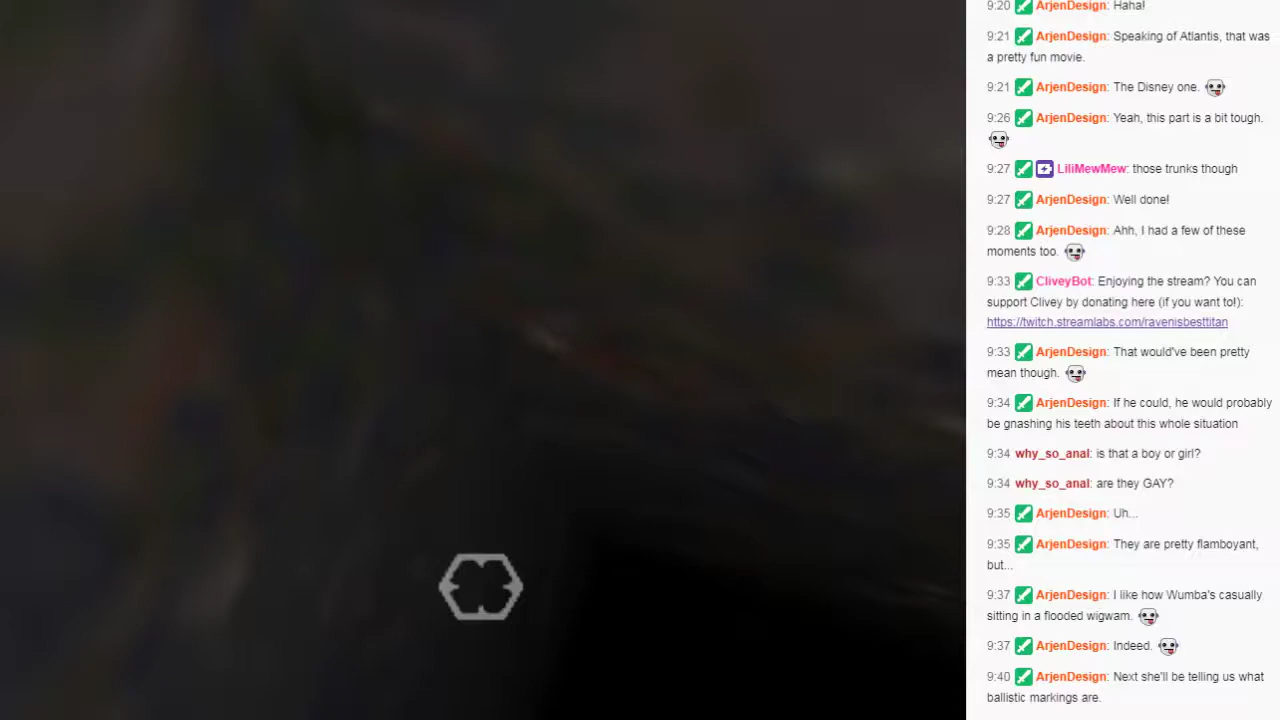 9:20 ArjenDesign: Haha!
9:21 ArjenDesign: Speaking of Atlantis, that was
a pretty fun movie.
9:21 ArjenDesign: The Disney one.
9:26 ArjenDesign: Yeah, this part is a bit tough.
9:27 LiliMewMew: those trunks though
9:27 ArjenDesign: Well done!
9:28 ArjenDesign: Ahh, I had a few of these
moments too.
9:33 CliveyBot: Enjoying the stream? You can
support Clivey by donating here (if you want to!):
https://twitch.streamlabs.com/ravenisbesttitan
9:33 ArjenDesign: That would've been pretty
mean though.
9:34 ArjenDesign: If he could, he would probably
be gnashing his teeth about this whole situation
9:34 why_so_anal: is that a boy or girl?
9:34 why_so_anal: are they GAY?
9:35 ArjenDesign: Uh...
9:35 ArjenDesign: They are pretty flamboyant,
but...
9:37 ArjenDesign: I like how Wumba's casually
sitting in a flooded wigwam.
9:37 ArjenDesign: Indeed.
9:40 ArjenDesign: Next she'll be telling us what
ballistic markings are.